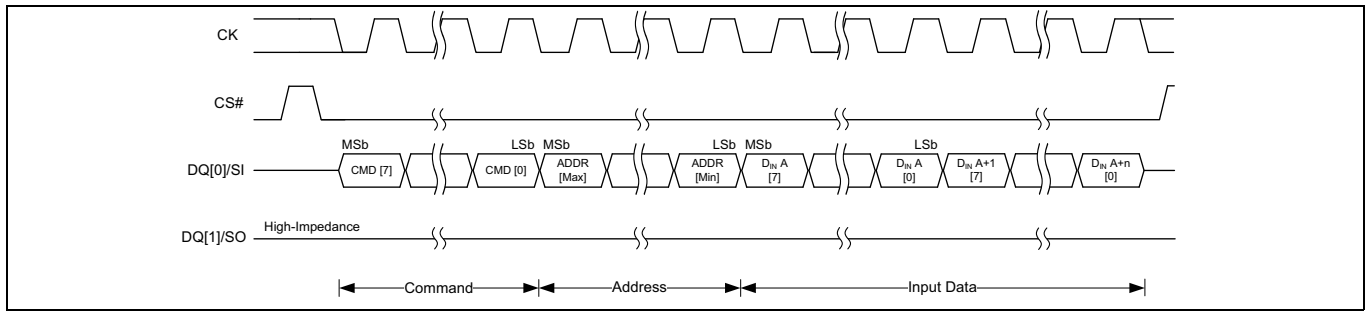 CK
CS#
MSb LSb MSb LSb MSb LSb
DQ[0]/SI CMD [7] CMD [0] ADDR [Max] ADDR [Min] DIN A [7] DIN A [0] DIN A+1 [7] DIN A+n [0]
High-Impedance
DQ[1]/SO
Command Address Input Data